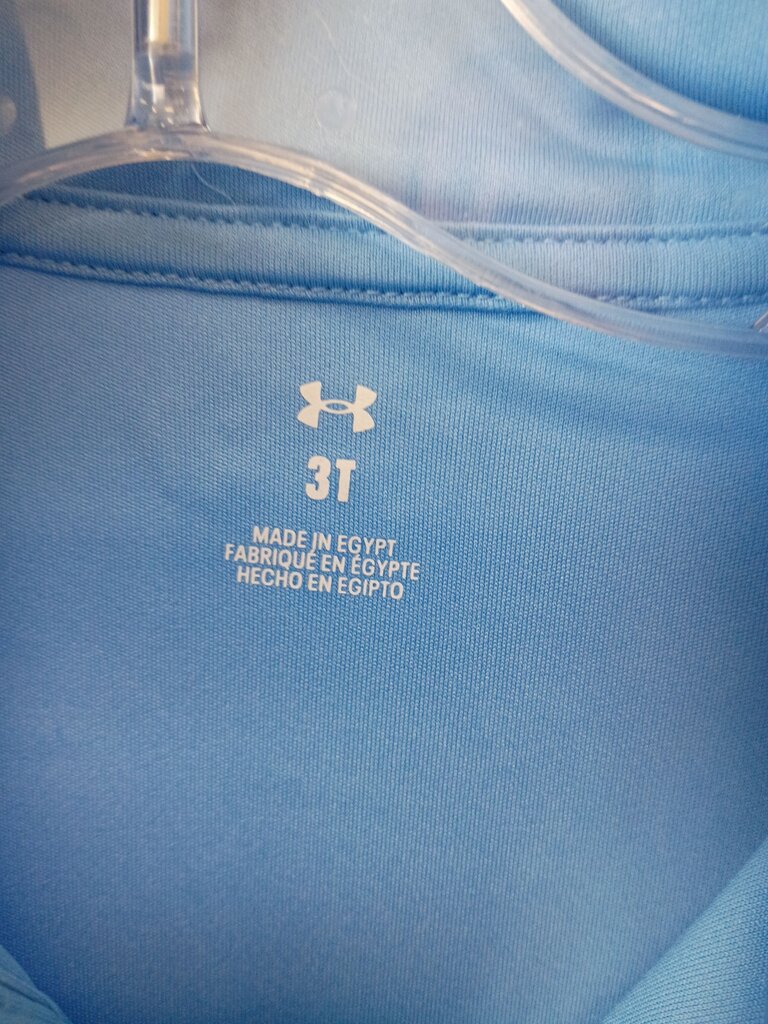 3T
MADE IN EGYPT
FABRIQUÉ EN ÉGYPTE
HECHO EN EGIPTO